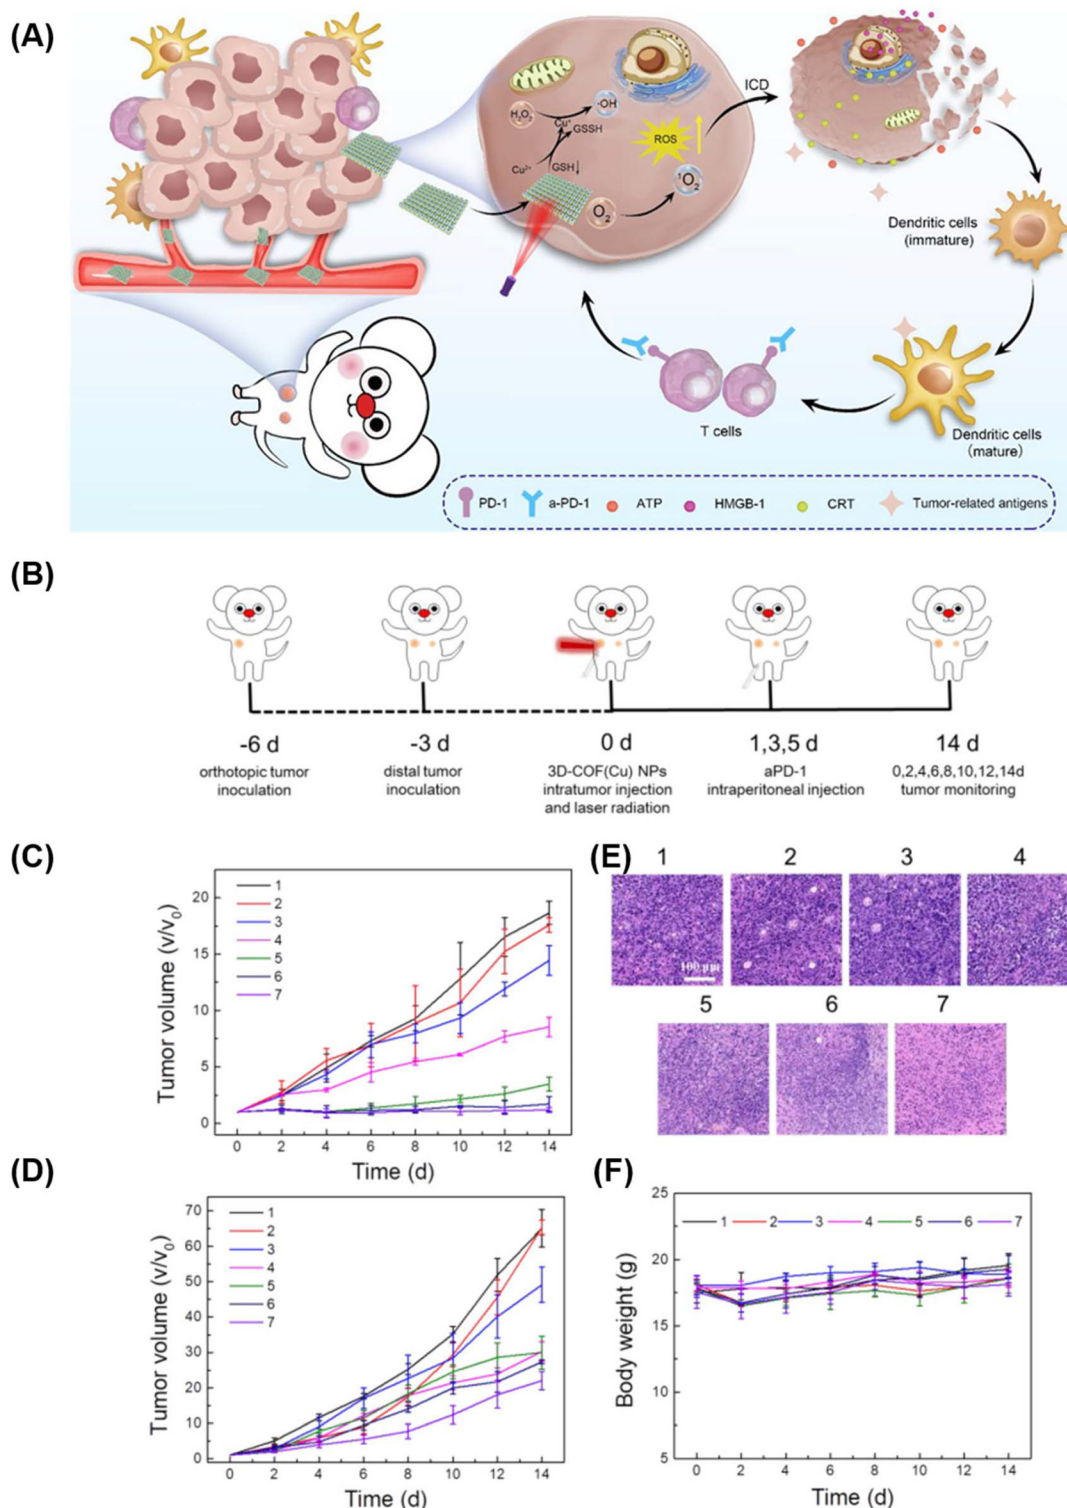 (A)
H₂O₂
·OH
Cu⁺
GSSH
Cu²⁺
GSH↓
ROS
ICD
O₂
¹O₂
Dendritic cells
(immature)
T cells
Dendritic cells
(mature)
PD-1
a-PD-1
ATP
HMGB-1
CRT
Tumor-related antigens
(B)
-6 d
-3 d
0 d
1,3,5 d
14 d
orthotopic tumor
inoculation
distal tumor
inoculation
3D-COF(Cu) NPs
intratumor injection
and laser radiation
aPD-1
intraperitoneal injection
0,2,4,6,8,10,12,14d
tumor monitoring
(C)
Tumor volume (v/v₀)
20
15
10
5
0
1
2
3
4
5
6
7
0 2 4 6 8 10 12 14
Time (d)
(E)
1 2 3 4
100 μm
5 6 7
(D)
Tumor volume (v/v₀)
70
60
50
40
30
20
10
0
1
2
3
4
5
6
7
0 2 4 6 8 10 12 14
Time (d)
(F)
Body weight (g)
25
20
15
10
5
1 2 3 4 5 6 7
0 2 4 6 8 10 12 14
Time (d)